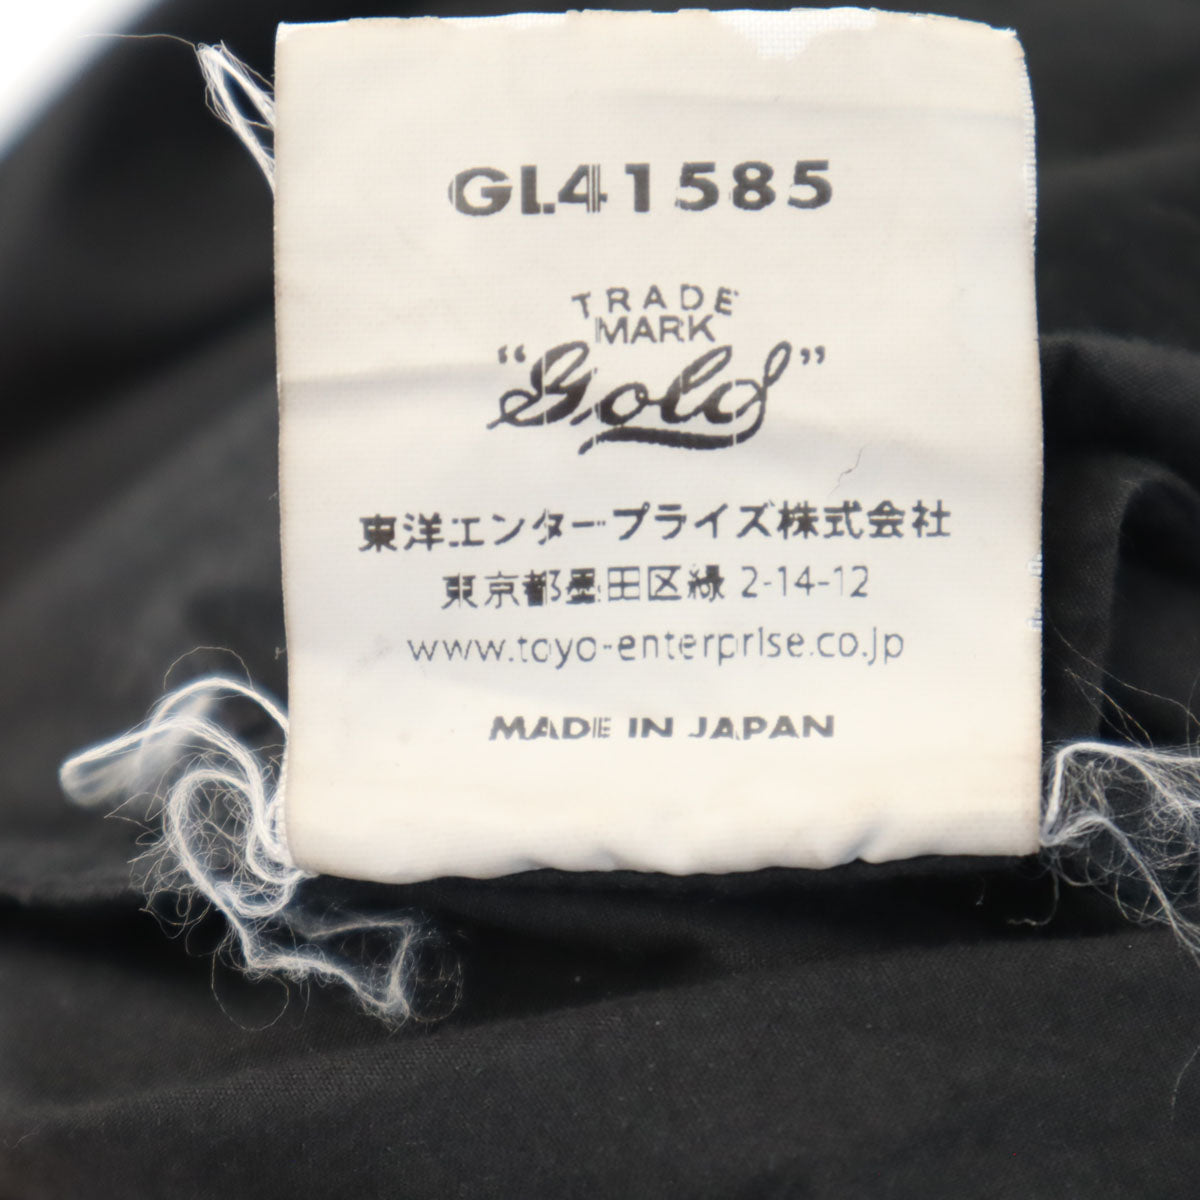 GL41585
TRADE
MARK
"Gold"
東洋エンタープライズ株式会社
東京都墨田区緑 2-14-12
www.toyo-enterprise.co.jp
MADE IN JAPAN